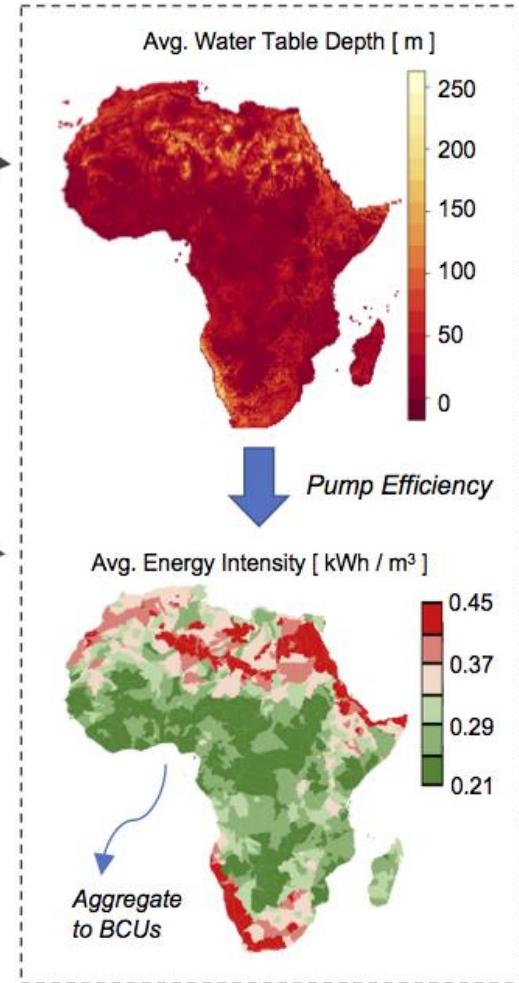 Avg. Water Table Depth [ m ]
250
200
150
100
50
0
Pump Efficiency
Avg. Energy Intensity [ kWh / m³ ]
0.45
0.37
0.29
0.21
Aggregate
to BCUs